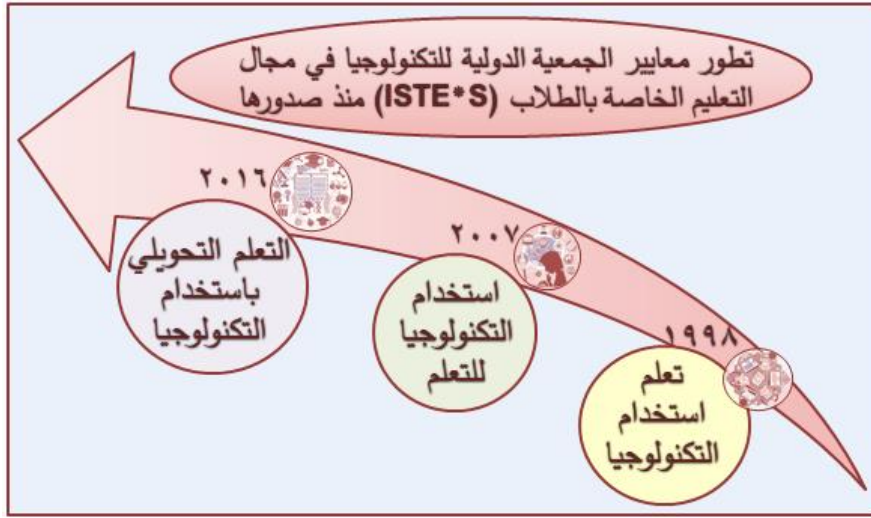 تطور معايير الجمعية الدولية للتكنولوجيا في مجال
التعليم الخاصة بالطلاب (ISTE*S) منذ صدورها
١٩٩٨
تعلم
استخدام
التكنولوجيا
٢٠٠٧
استخدام
التكنولوجيا
للتعلم
٢٠١٦
التعلم التحويلي
باستخدام
التكنولوجيا